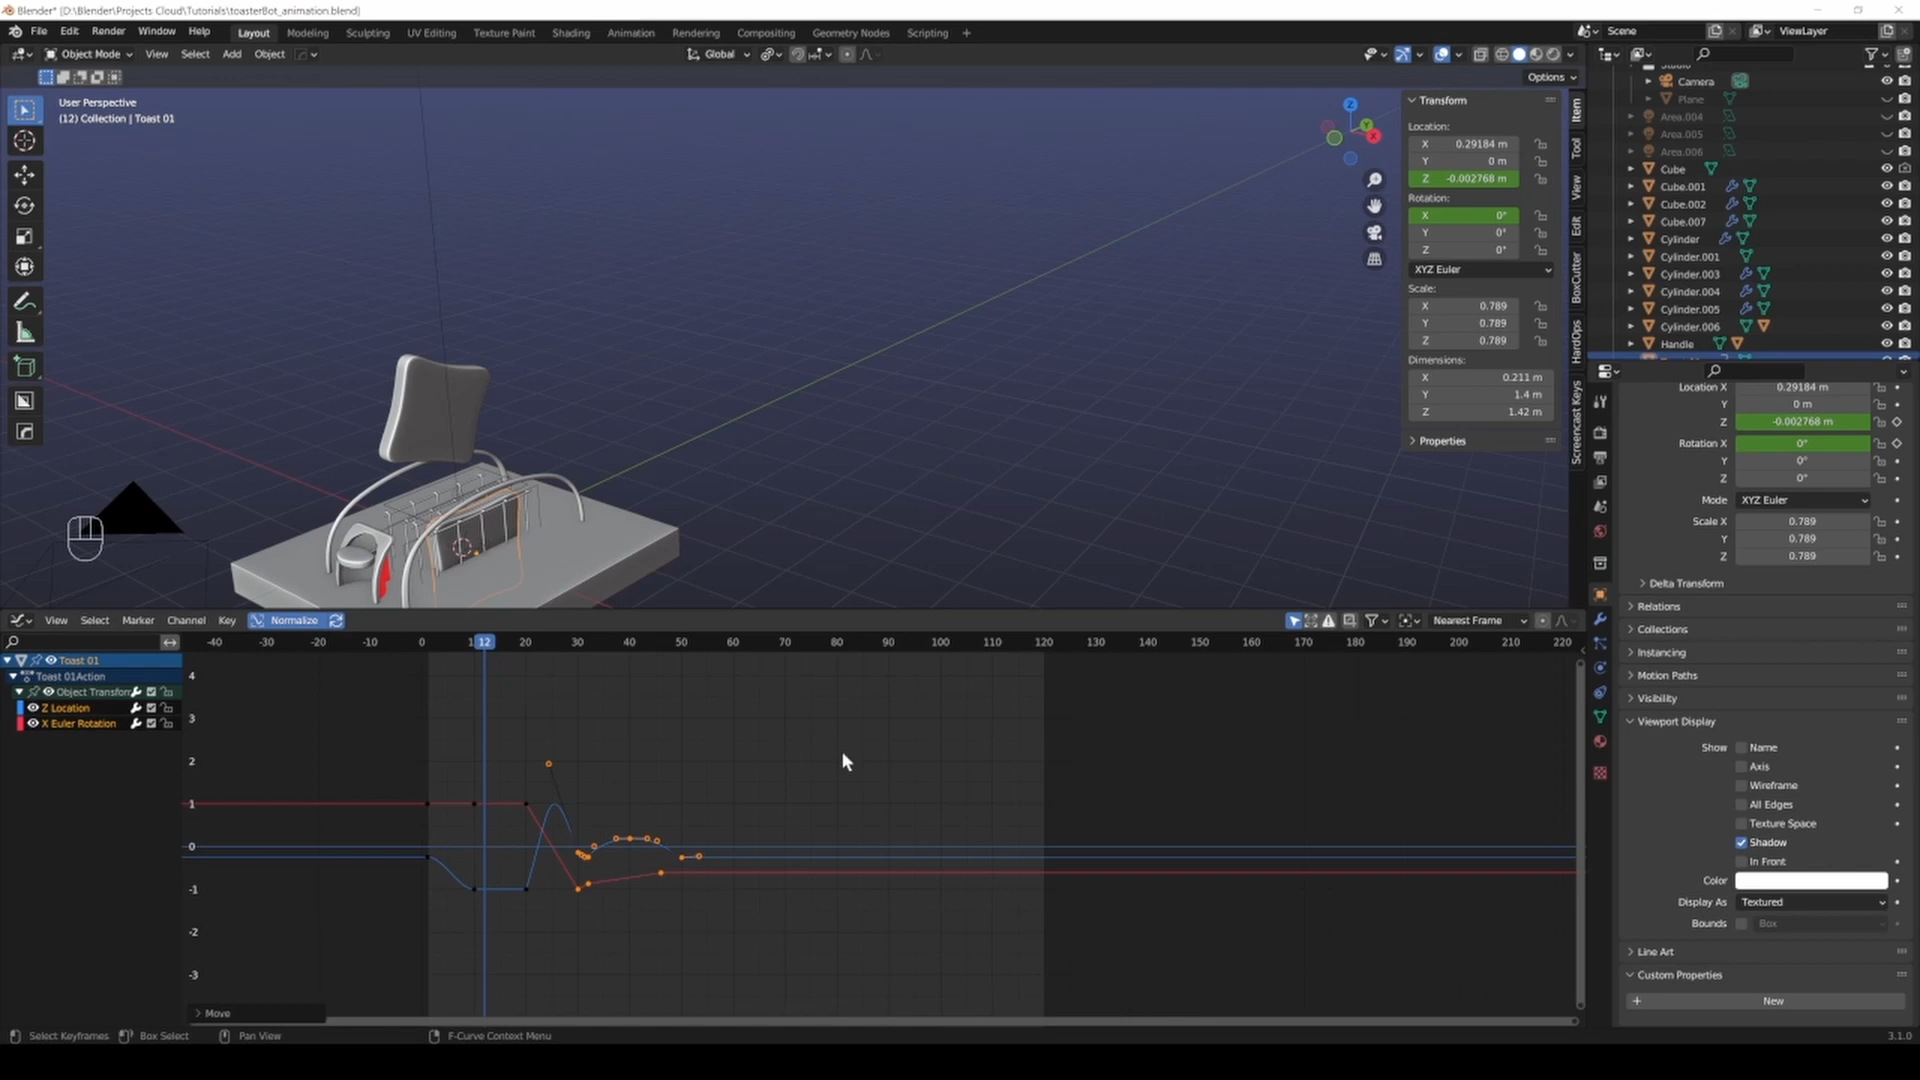 Blender* [D:\Blender\Projects Cloud\Tutorials\toasterBot_animation.blend]
File Edit Render Window Help Layout Modeling Sculpting UV Editing Texture Paint Shading Animation Rendering Compositing Geometry Nodes Scripting + Scene ViewLayer
Object Mode View Select Add Object Global
Options
User Perspective
(12) Collection | Toast 01
Transform
Location:
X 0.29184 m
Y 0 m
Z -0.002768 m
Rotation:
X 0°
Y 0°
Z 0°
XYZ Euler
Scale:
X 0.789
Y 0.789
Z 0.789
Dimensions:
X 0.211 m
Y 1.4 m
Z 1.42 m
Properties
Item
Tool
View
Edit
BoxCutter
HardOps
Screencast Keys
Z
Y
X
Camera
Plane
Area.004
Area.005
Area.006
Cube
Cube.001
Cube.002
Cube.007
Cylinder
Cylinder.001
Cylinder.003
Cylinder.004
Cylinder.005
Cylinder.006
Handle
Location X 0.29184 m
Y 0 m
Z -0.002768 m
Rotation X 0°
Y 0°
Z 0°
Mode XYZ Euler
Scale X 0.789
Y 0.789
Z 0.789
Delta Transform
Relations
Collections
Instancing
Motion Paths
Visibility
Viewport Display
Show Name
Axis
Wireframe
All Edges
Texture Space
Shadow
In Front
Color
Display As Textured
Bounds Box
Line Art
Custom Properties
+ New
View Select Marker Channel Key Normalize Nearest Frame
-40 -30 -20 -10 0 1 12 20 30 40 50 60 70 80 90 100 110 120 130 140 150 160 170 180 190 200 210 220
Toast 01
Toast 01Action
Object Transform
Z Location
X Euler Rotation
4
3
2
1
0
-1
-2
-3
Move
Select Keyframes Box Select Pan View F-Curve Context Menu 3.1.0